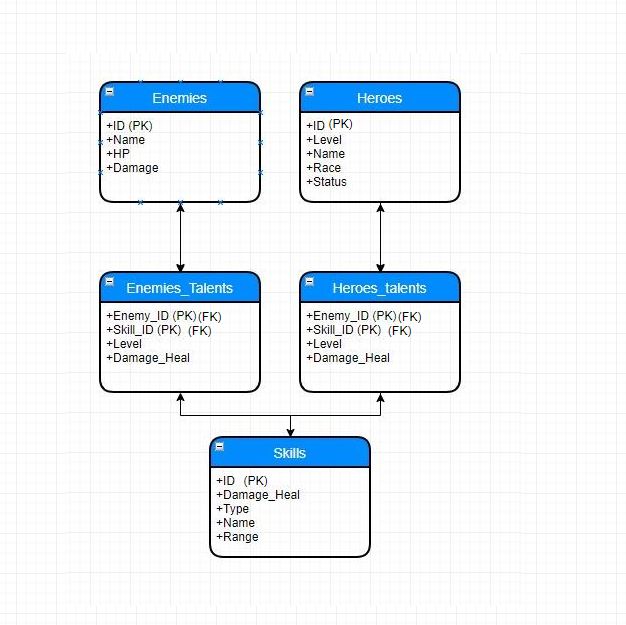 Enemies
+ID (PK)
+Name
+HP
+Damage
Heroes
+ID (PK)
+Level
+Name
+Race
+Status
Enemies_Talents
+Enemy_ID (PK)(FK)
+Skill_ID (PK) (FK)
+Level
+Damage_Heal
Heroes_talents
+Enemy_ID (PK)(FK)
+Skill_ID (PK) (FK)
+Level
+Damage_Heal
Skills
+ID (PK)
+Damage_Heal
+Type
+Name
+Range